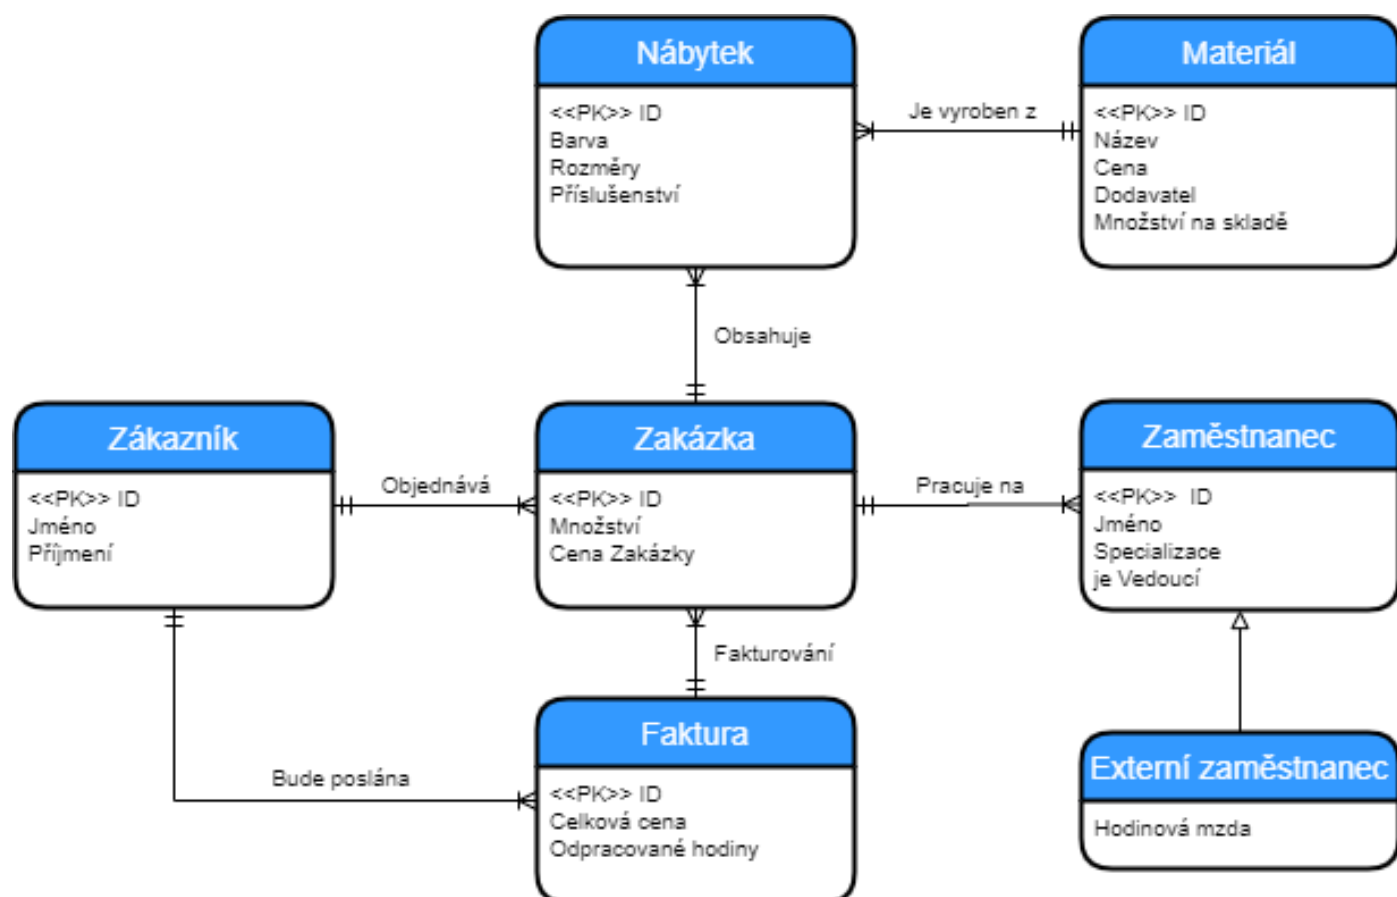 Nábytek
<<PK>> ID
Barva
Rozměry
Příslušenství
Je vyroben z
Materiál
<<PK>> ID
Název
Cena
Dodavatel
Množství na skladě
Obsahuje
Zákazník
<<PK>> ID
Jméno
Příjmení
Objednává
Zakázka
<<PK>> ID
Množství
Cena Zakázky
Pracuje na
Zaměstnanec
<<PK>> ID
Jméno
Specializace
je Vedoucí
Fakturování
Bude poslána
Faktura
<<PK>> ID
Celková cena
Odpracované hodiny
Externí zaměstnanec
Hodinová mzda